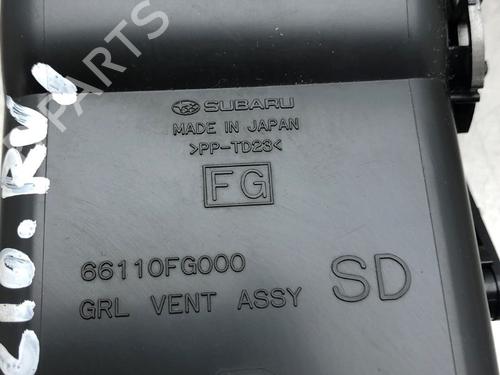 SUBARU
MADE IN JAPAN
>PP-TD23<
FG
66110FG000
GRL VENT ASSY
SD